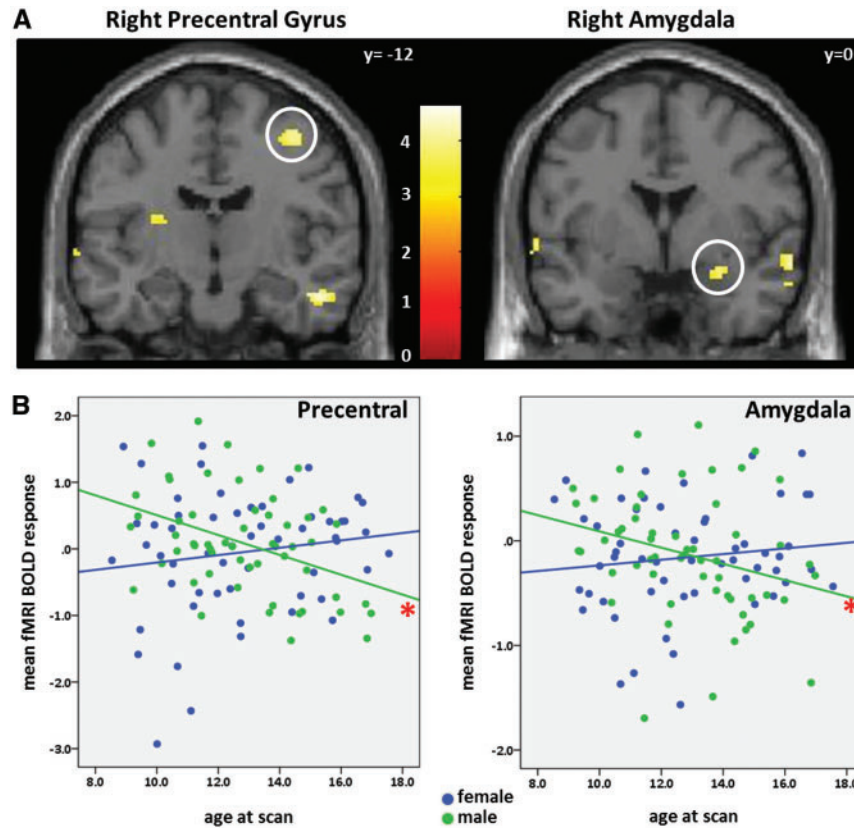 A
Right Precentral Gyrus
Right Amygdala
y= -12
y=0
4
3
2
1
0
B
Precentral
mean fMRI BOLD response
2.0
1.0
.0
-1.0
-2.0
-3.0
8.0 10.0 12.0 14.0 16.0 18.0
age at scan
Amygdala
mean fMRI BOLD response
1.0
.0
-1.0
-2.0
8.0 10.0 12.0 14.0 16.0 18.0
age at scan
female
male
*
*